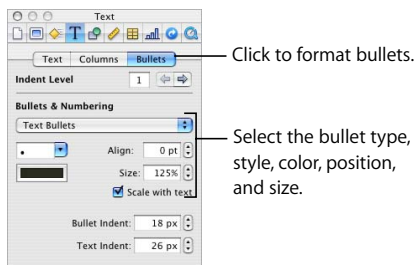 Text
T
Text Columns Bullets
Click to format bullets.
Indent Level 1
Bullets & Numbering
Text Bullets
• Align: 0 pt
Select the bullet type,
style, color, position,
and size.
Size: 125%
Scale with text
Bullet Indent: 18 px
Text Indent: 26 px